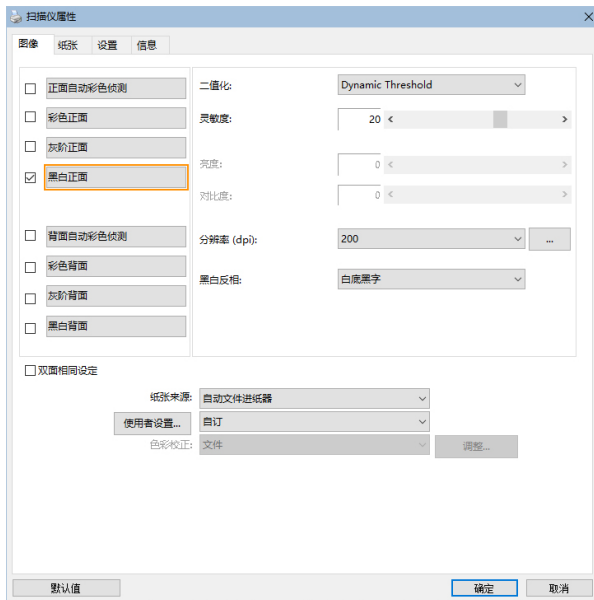 扫描仪属性
图像 纸张 设置 信息
正面自动彩色侦测
彩色正面
灰阶正面
黑白正面
背面自动彩色侦测
彩色背面
灰阶背面
黑白背面
二值化: Dynamic Threshold
灵敏度: 20
亮度: 0
对比度: 0
分辨率 (dpi): 200 ...
黑白反相: 白底黑字
双面相同设定
纸张来源: 自动文件进纸器
使用者设置... 自订
色彩校正: 文件 调整...
默认值 确定 取消